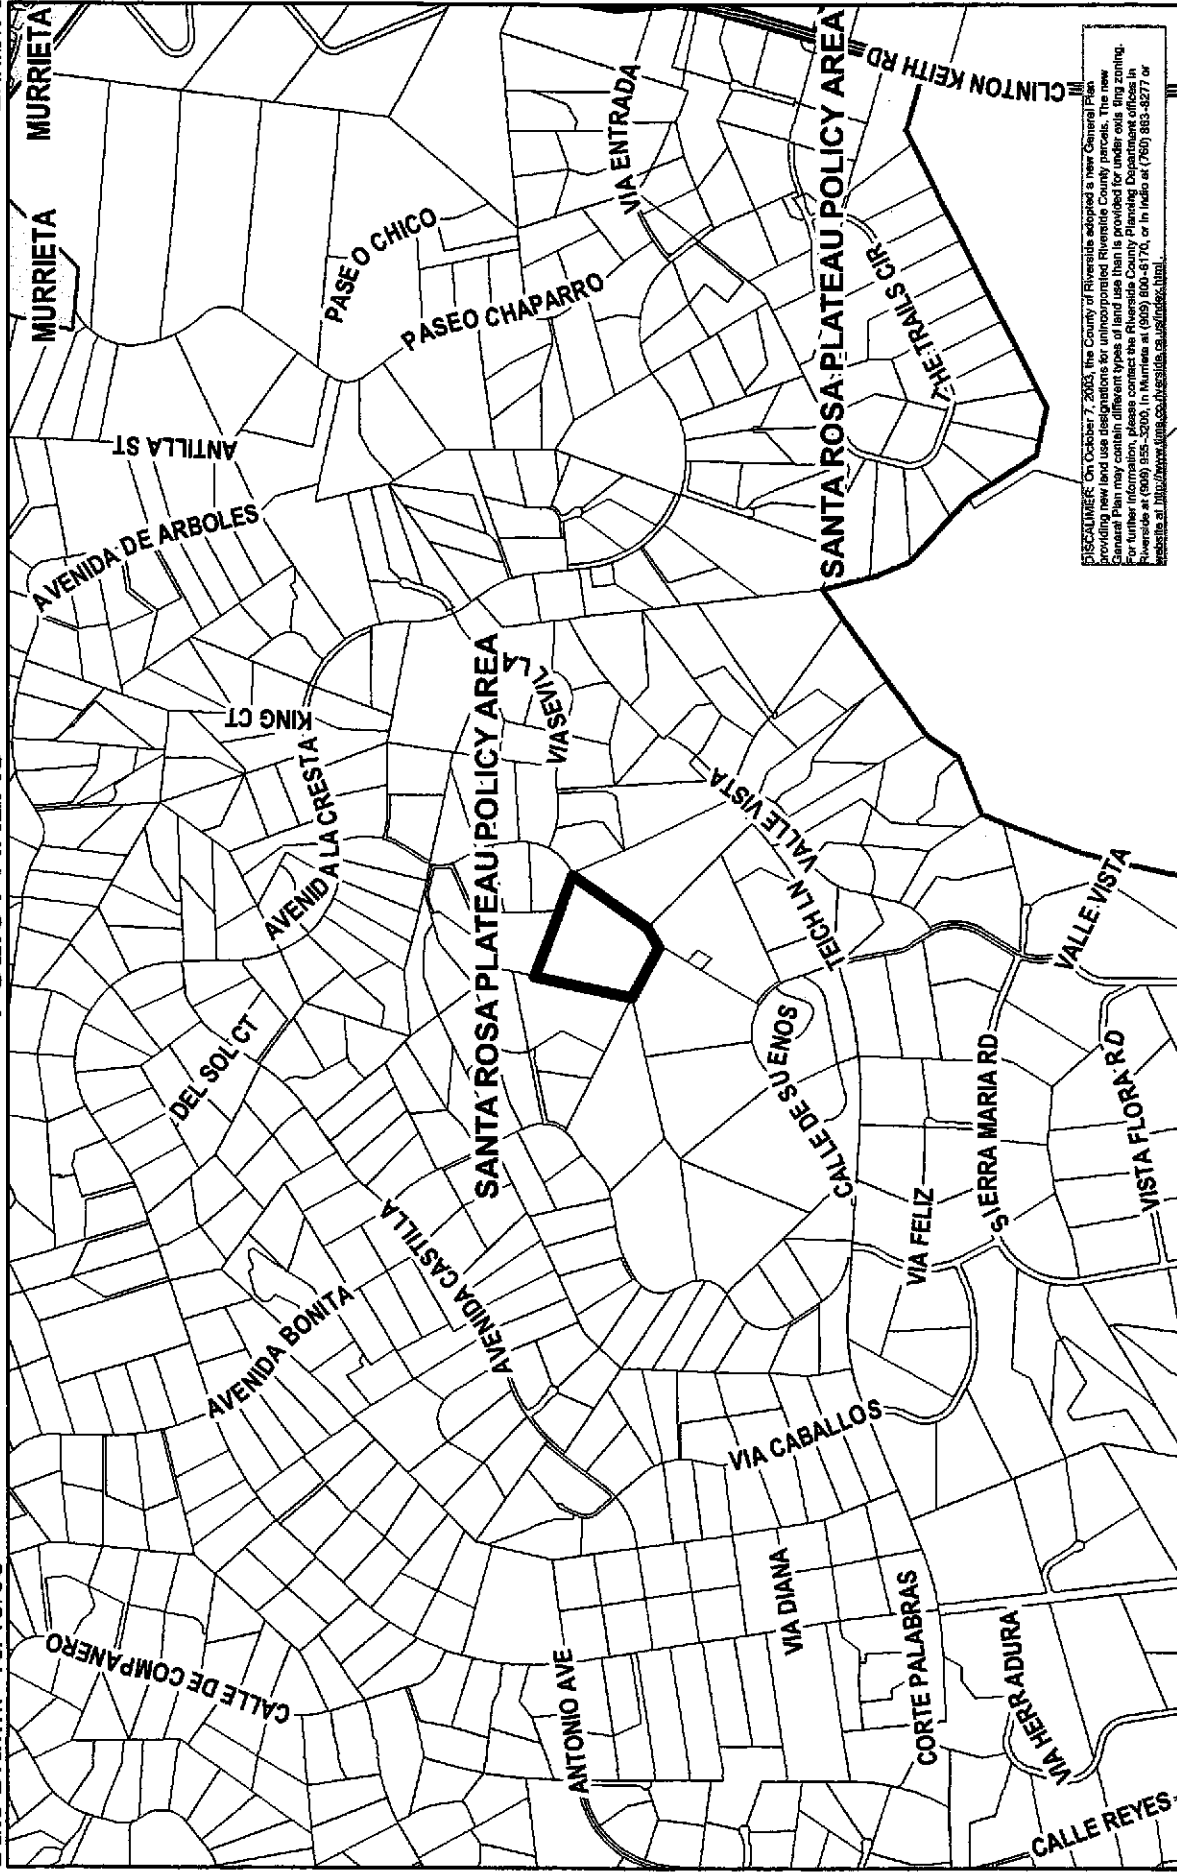 MURRIETA
MURRIETA
CLINTON KEITH RD
SANTA ROSA PLATEAU POLICY AREA
VIA ENTRADA
PASEO CHICO
PASEO CHAPARRO
THE TRAILS CIR
ANTILLA ST
AVENIDA DE ARBOLES
KING CT
AVENIDA LA CRESTA
SANTA ROSA PLATEAU POLICY AREA
VIA SEVILLA
VALLE VISTA
TEICH LN
DEL SOL CT
CALLE DE SUENOS
VALLE VISTA
SIERRA MARIA RD
VISTA FLORA RD
VIA FELIZ
AVENIDA CASTILLA
AVENIDA BONITA
VIA CABALLOS
VIA DIANA
CORTE PALABRAS
CALLE DE COMPANERO
ANTONIO AVE
VIA HERRADURA
CALLE REYES
DISCALIMER: On October 7, 2003, the County of Riverside adopted a new General Plan
providing new land use designations for unincorporated Riverside County parcels. The new
General Plan may contain different types of land use than is provided for under existing zoning.
For further information, please contact the Riverside County Planning Department offices in
Riverside at (909) 955-3200, in Murrieta at (909) 600-6170, or in Indio at (760) 863-8277 or
website at http://www.tlma.co.riverside.ca.us/index.html